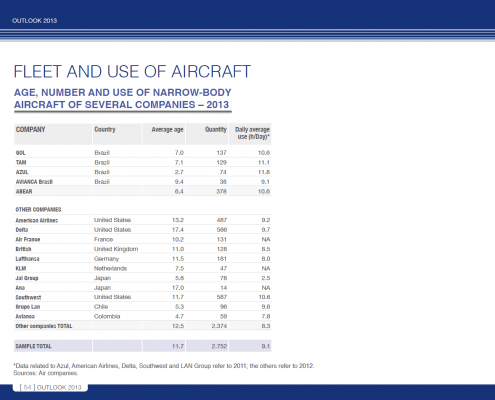 OUTLOOK 2013
FLEET AND USE OF AIRCRAFT
AGE, NUMBER AND USE OF NARROW-BODY
AIRCRAFT OF SEVERAL COMPANIES – 2013
COMPANY Country Average age Quantity Daily average
use (h/Day)*
GOL Brazil 7.0 137 10.6
TAM Brazil 7.1 129 11.1
AZUL Brazil 2.7 74 11.8
AVIANCA Brasil Brazil 9.4 38 9.1
ABEAR 6.4 378 10.6
OTHER COMPANIES
American Airlines United States 13.2 487 9.2
Delta United States 17.4 566 9.7
Air France France 10.2 131 NA
British United Kingdom 11.0 128 8.5
Lufthansa Germany 11.5 181 8.0
KLM Netherlands 7.5 47 NA
Jal Group Japan 5.6 78 2.5
Ana Japan 17.0 14 NA
Southwest United States 11.7 587 10.6
Grupo Lan Chile 5.3 96 9.6
Avianca Colombia 4.7 59 7.8
Other companies TOTAL 12.5 2.374 8.3
SAMPLE TOTAL 11.7 2.752 9.1
*Data related to Azul, American Airlines, Delta, Southwest and LAN Group refer to 2011; the others refer to 2012.
Sources: Air companies.
[ 54 ] OUTLOOK 2013